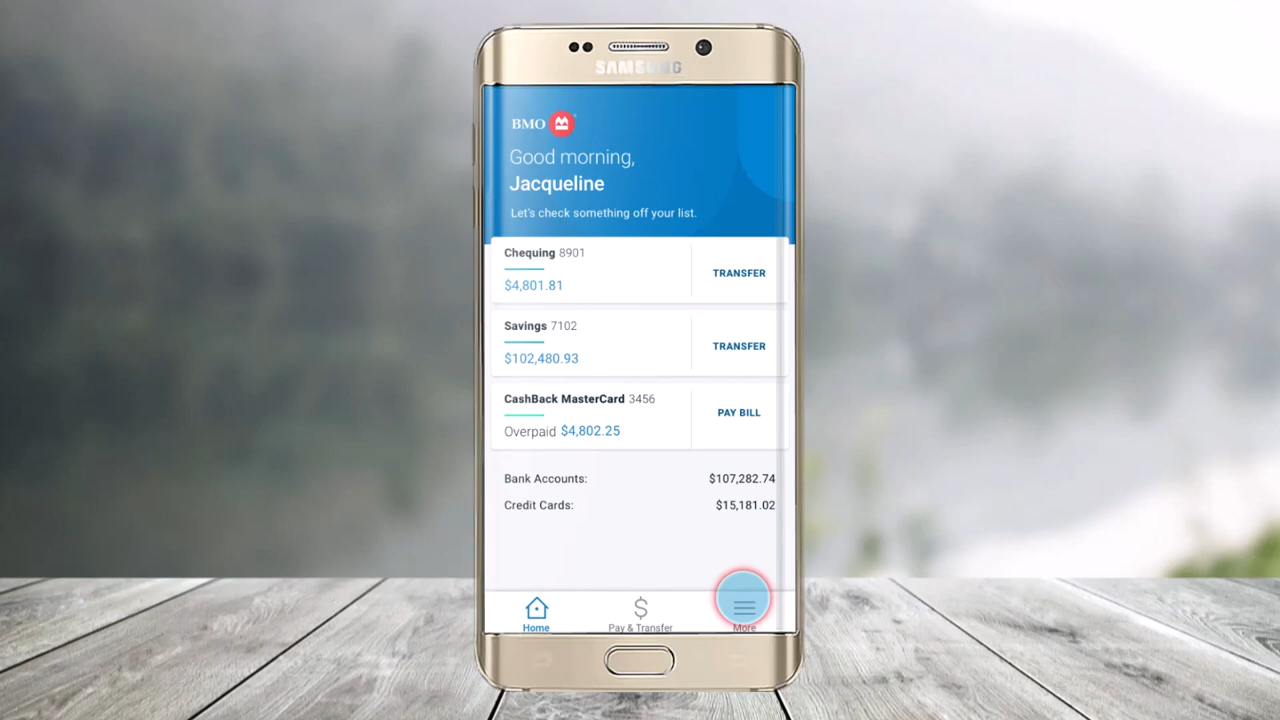 SAMSUNG
BMO
Good morning,
Jacqueline
Let's check something off your list.
Chequing 8901
$4,801.81
TRANSFER
Savings 7102
$102,480.93
TRANSFER
CashBack MasterCard 3456
Overpaid $4,802.25
PAY BILL
Bank Accounts: $107,282.74
Credit Cards: $15,181.02
Home
Pay & Transfer
More